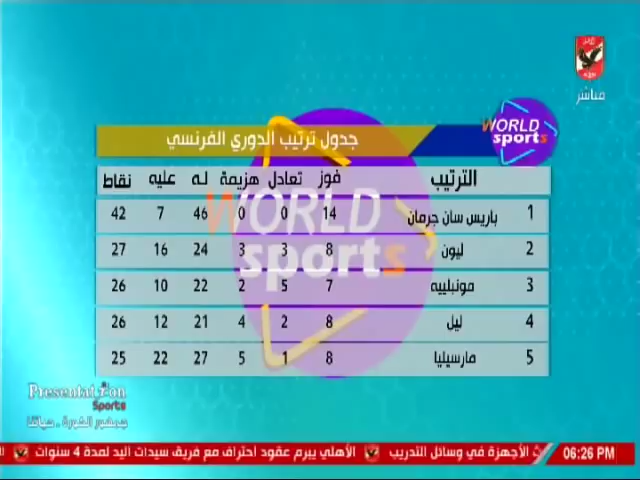 مباشر
WORLD
sports
جدول ترتيب الدوري الفرنسي
الترتيب فوز تعادل هزيمة له عليه نقاط
1 باريس سان جرمان 14 0 0 46 7 42
2 ليون 8 3 3 24 16 27
3 مونبلييه 7 5 2 22 10 26
4 ليل 8 2 4 21 12 26
5 مارسيليا 8 1 5 27 22 25
WORLD
sports
Presentation
Sports
جمهور الكورة . حياتنا
06:26 PM الأجهزة في وسائل التدريب الأهلي يبرم عقود احتراف مع فريق سيدات اليد لمدة 4 سنوات